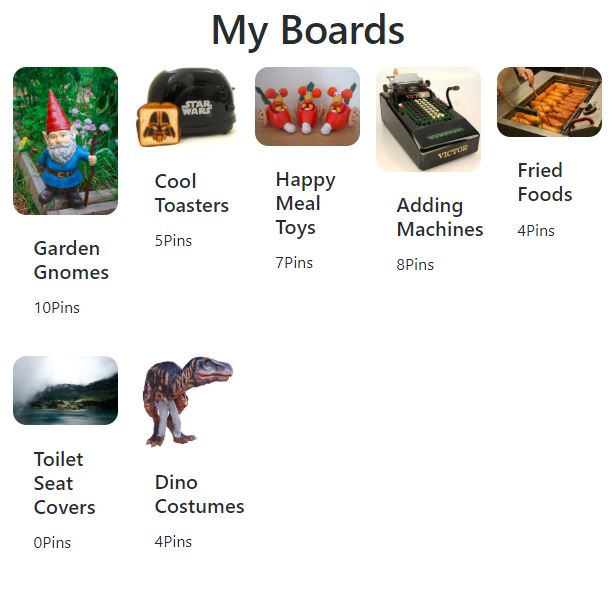 My Boards
STAR
WARS
VICTOR
VICTOR
Cool
Toasters
5Pins
Happy
Meal
Toys
7Pins
Adding
Machines
8Pins
Fried
Foods
4Pins
Garden
Gnomes
10Pins
Toilet
Seat
Covers
0Pins
Dino
Costumes
4Pins